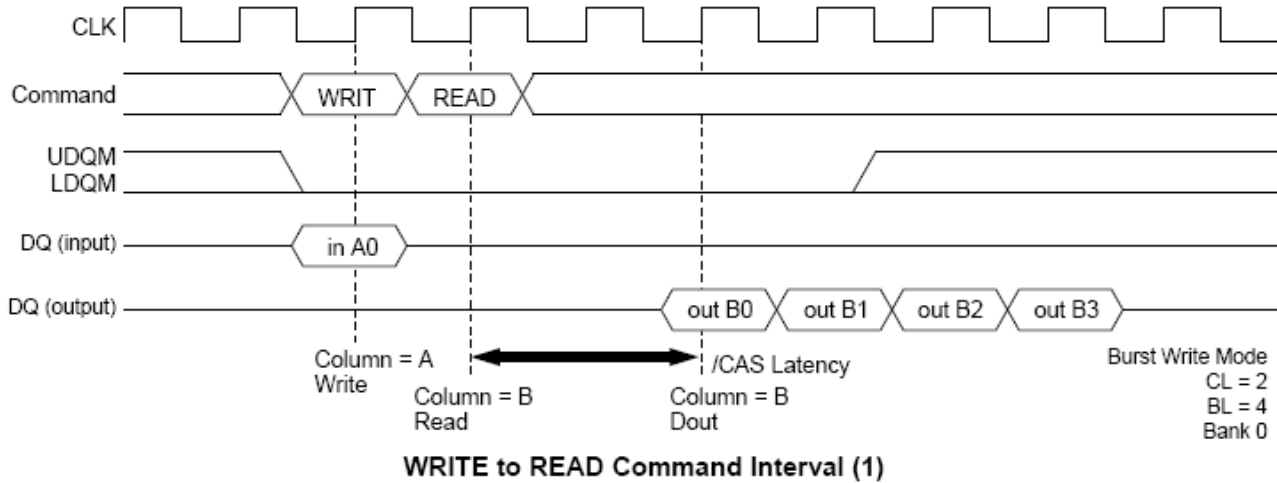 CLK
Command
WRIT
READ
UDQM
LDQM
DQ (input)
in A0
DQ (output)
out B0
out B1
out B2
out B3
Column = A
Write
Column = B
Read
/CAS Latency
Column = B
Dout
Burst Write Mode
CL = 2
BL = 4
Bank 0
WRITE to READ Command Interval (1)